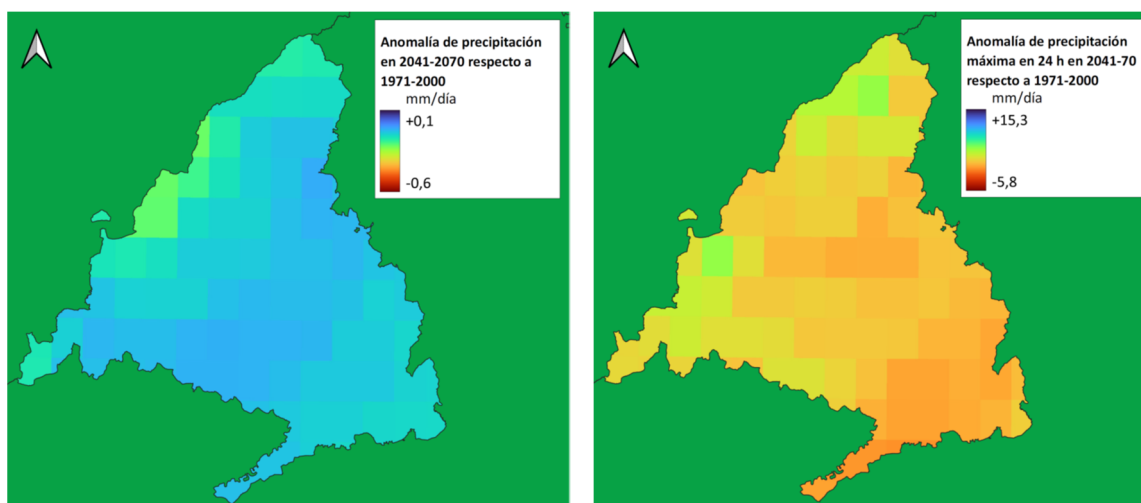 Anomalía de precipitación
en 2041-2070 respecto a
1971-2000
mm/día
+0,1
-0,6
Anomalía de precipitación
máxima en 24 h en 2041-70
respecto a 1971-2000
mm/día
+15,3
-5,8